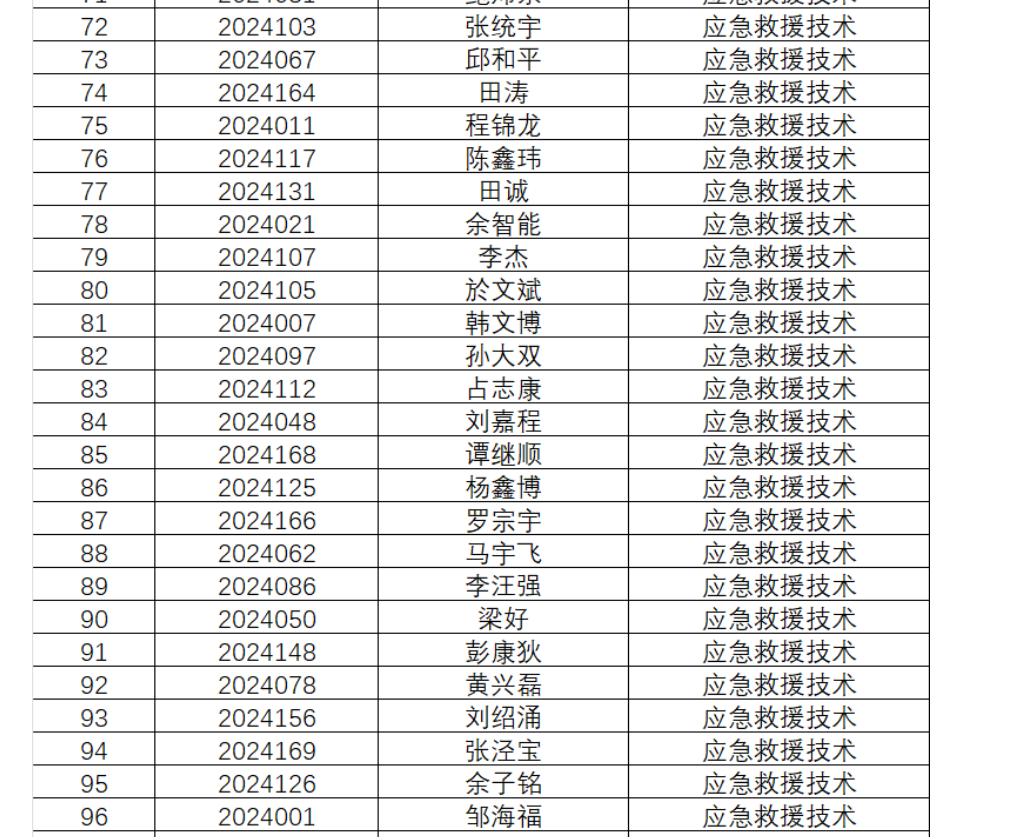 72 2024103 张统宇 应急救援技术
73 2024067 邱和平 应急救援技术
74 2024164 田涛 应急救援技术
75 2024011 程锦龙 应急救援技术
76 2024117 陈鑫玮 应急救援技术
77 2024131 田诚 应急救援技术
78 2024021 余智能 应急救援技术
79 2024107 李杰 应急救援技术
80 2024105 於文斌 应急救援技术
81 2024007 韩文博 应急救援技术
82 2024097 孙大双 应急救援技术
83 2024112 占志康 应急救援技术
84 2024048 刘嘉程 应急救援技术
85 2024168 谭继顺 应急救援技术
86 2024125 杨鑫博 应急救援技术
87 2024166 罗宗宇 应急救援技术
88 2024062 马宇飞 应急救援技术
89 2024086 李汪强 应急救援技术
90 2024050 梁好 应急救援技术
91 2024148 彭康狄 应急救援技术
92 2024078 黄兴磊 应急救援技术
93 2024156 刘绍涌 应急救援技术
94 2024169 张泾宝 应急救援技术
95 2024126 余子铭 应急救援技术
96 2024001 邹海福 应急救援技术